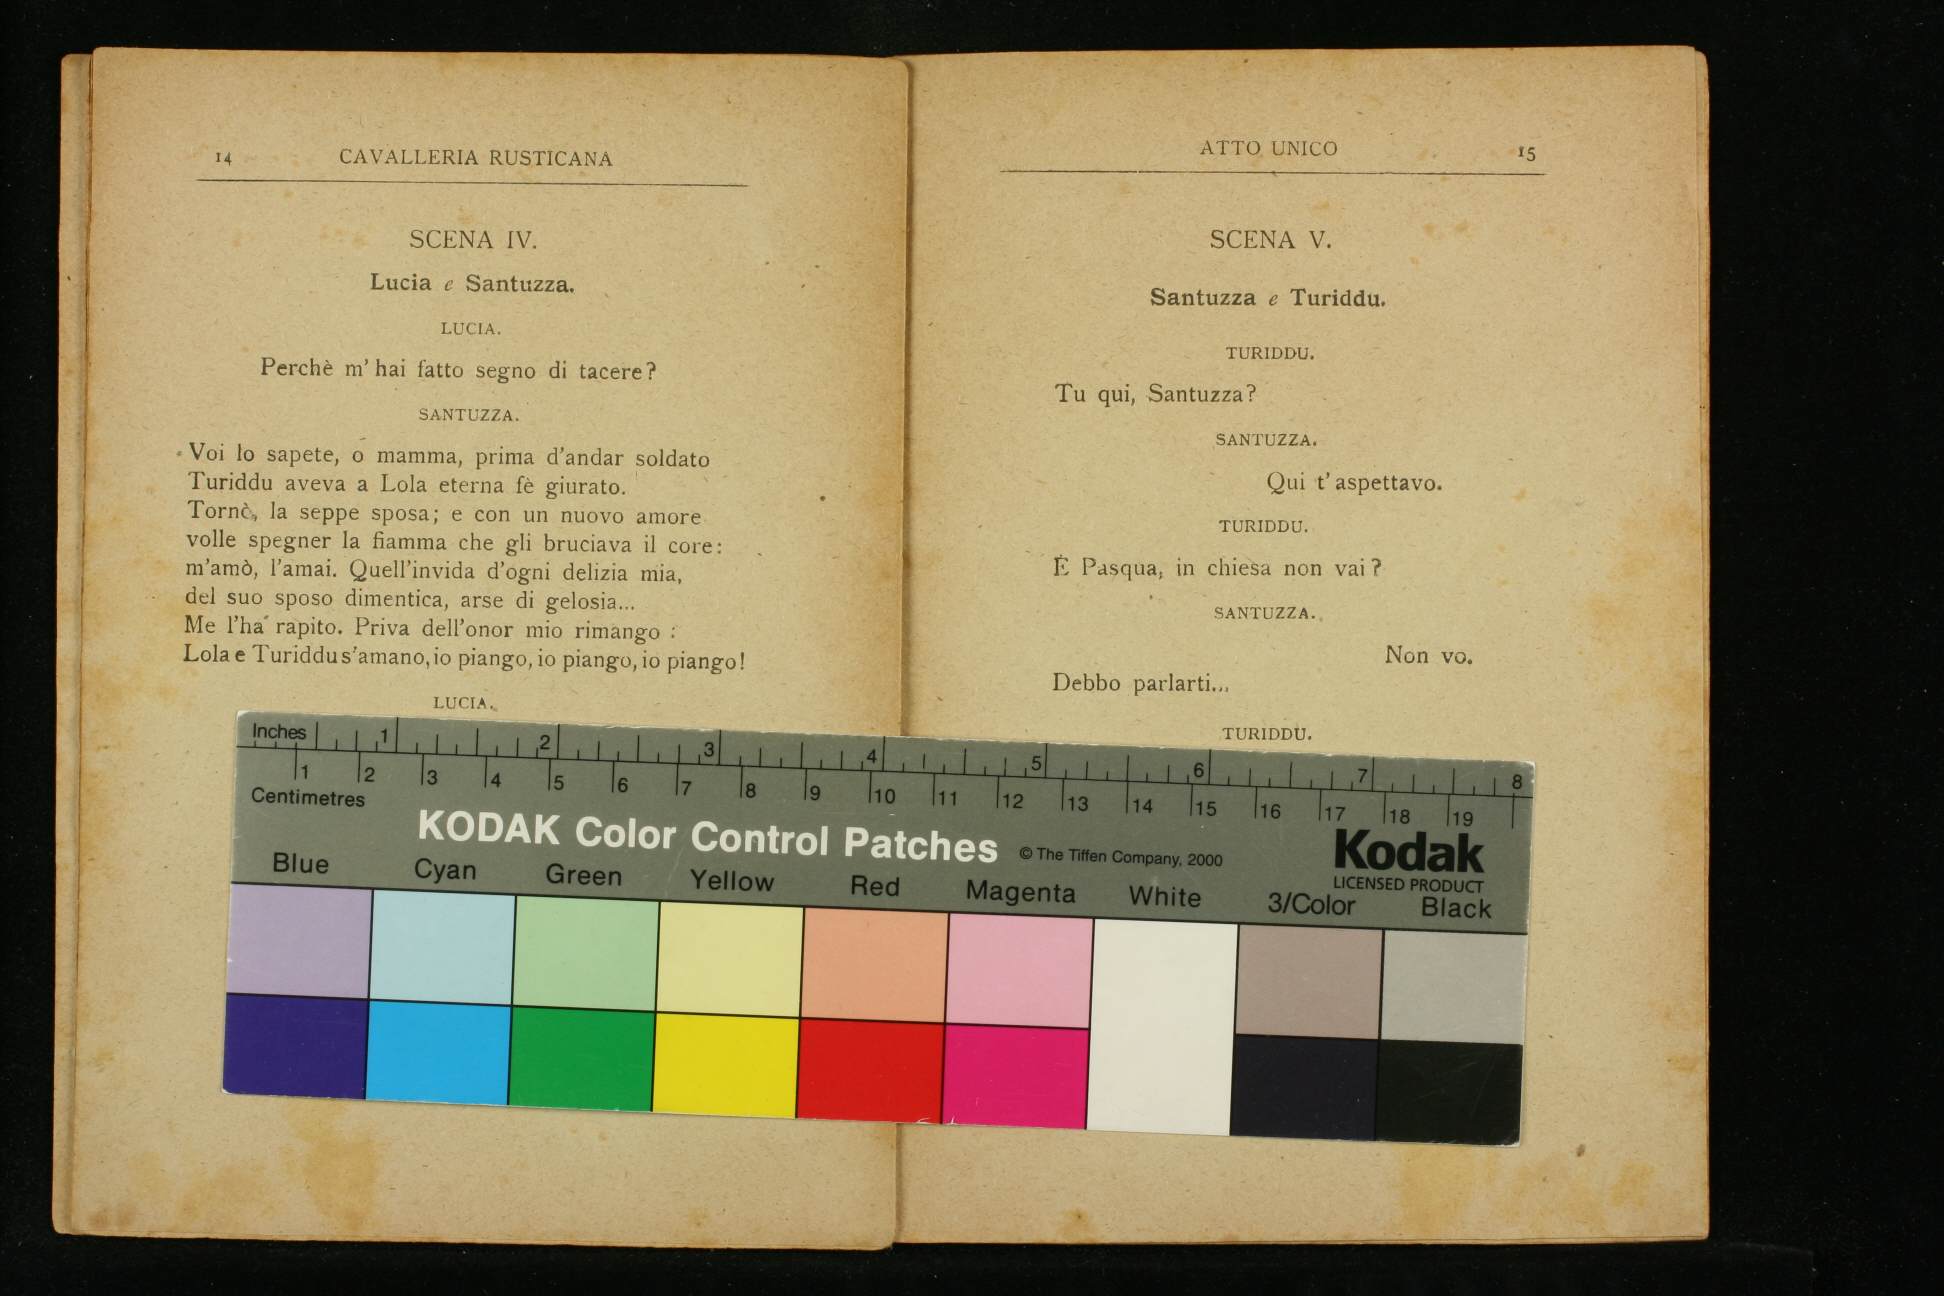 14 CAVALLERIA RUSTICANA
SCENA IV.
Lucia e Santuzza.
LUCIA.
Perchè m'hai fatto segno di tacere?
SANTUZZA.
Voi lo sapete, o mamma, prima d'andar soldato
Turiddu aveva a Lola eterna fè giurato.
Tornò, la seppe sposa; e con un nuovo amore
volle spegner la fiamma che gli bruciava il core:
m'amò, l'amai. Quell'invida d'ogni delizia mia,
del suo sposo dimentica, arse di gelosia...
Me l'ha rapito. Priva dell'onor mio rimango:
Lola e Turiddu s'amano, io piango, io piango, io piango!
LUCIA.
ATTO UNICO 15
SCENA V.
Santuzza e Turiddu.
TURIDDU.
Tu qui, Santuzza?
SANTUZZA.
Qui t'aspettavo.
TURIDDU.
È Pasqua, in chiesa non vai?
SANTUZZA.
Non vo.
Debbo parlarti...
TURIDDU.
Inches 1 2 3 4 5 6 7 8
1 2 3 4 5 6 7 8 9 10 11 12 13 14 15 16 17 18 19
Centimetres
KODAK Color Control Patches © The Tiffen Company, 2000 Kodak
LICENSED PRODUCT
Blue Cyan Green Yellow Red Magenta White 3/Color Black